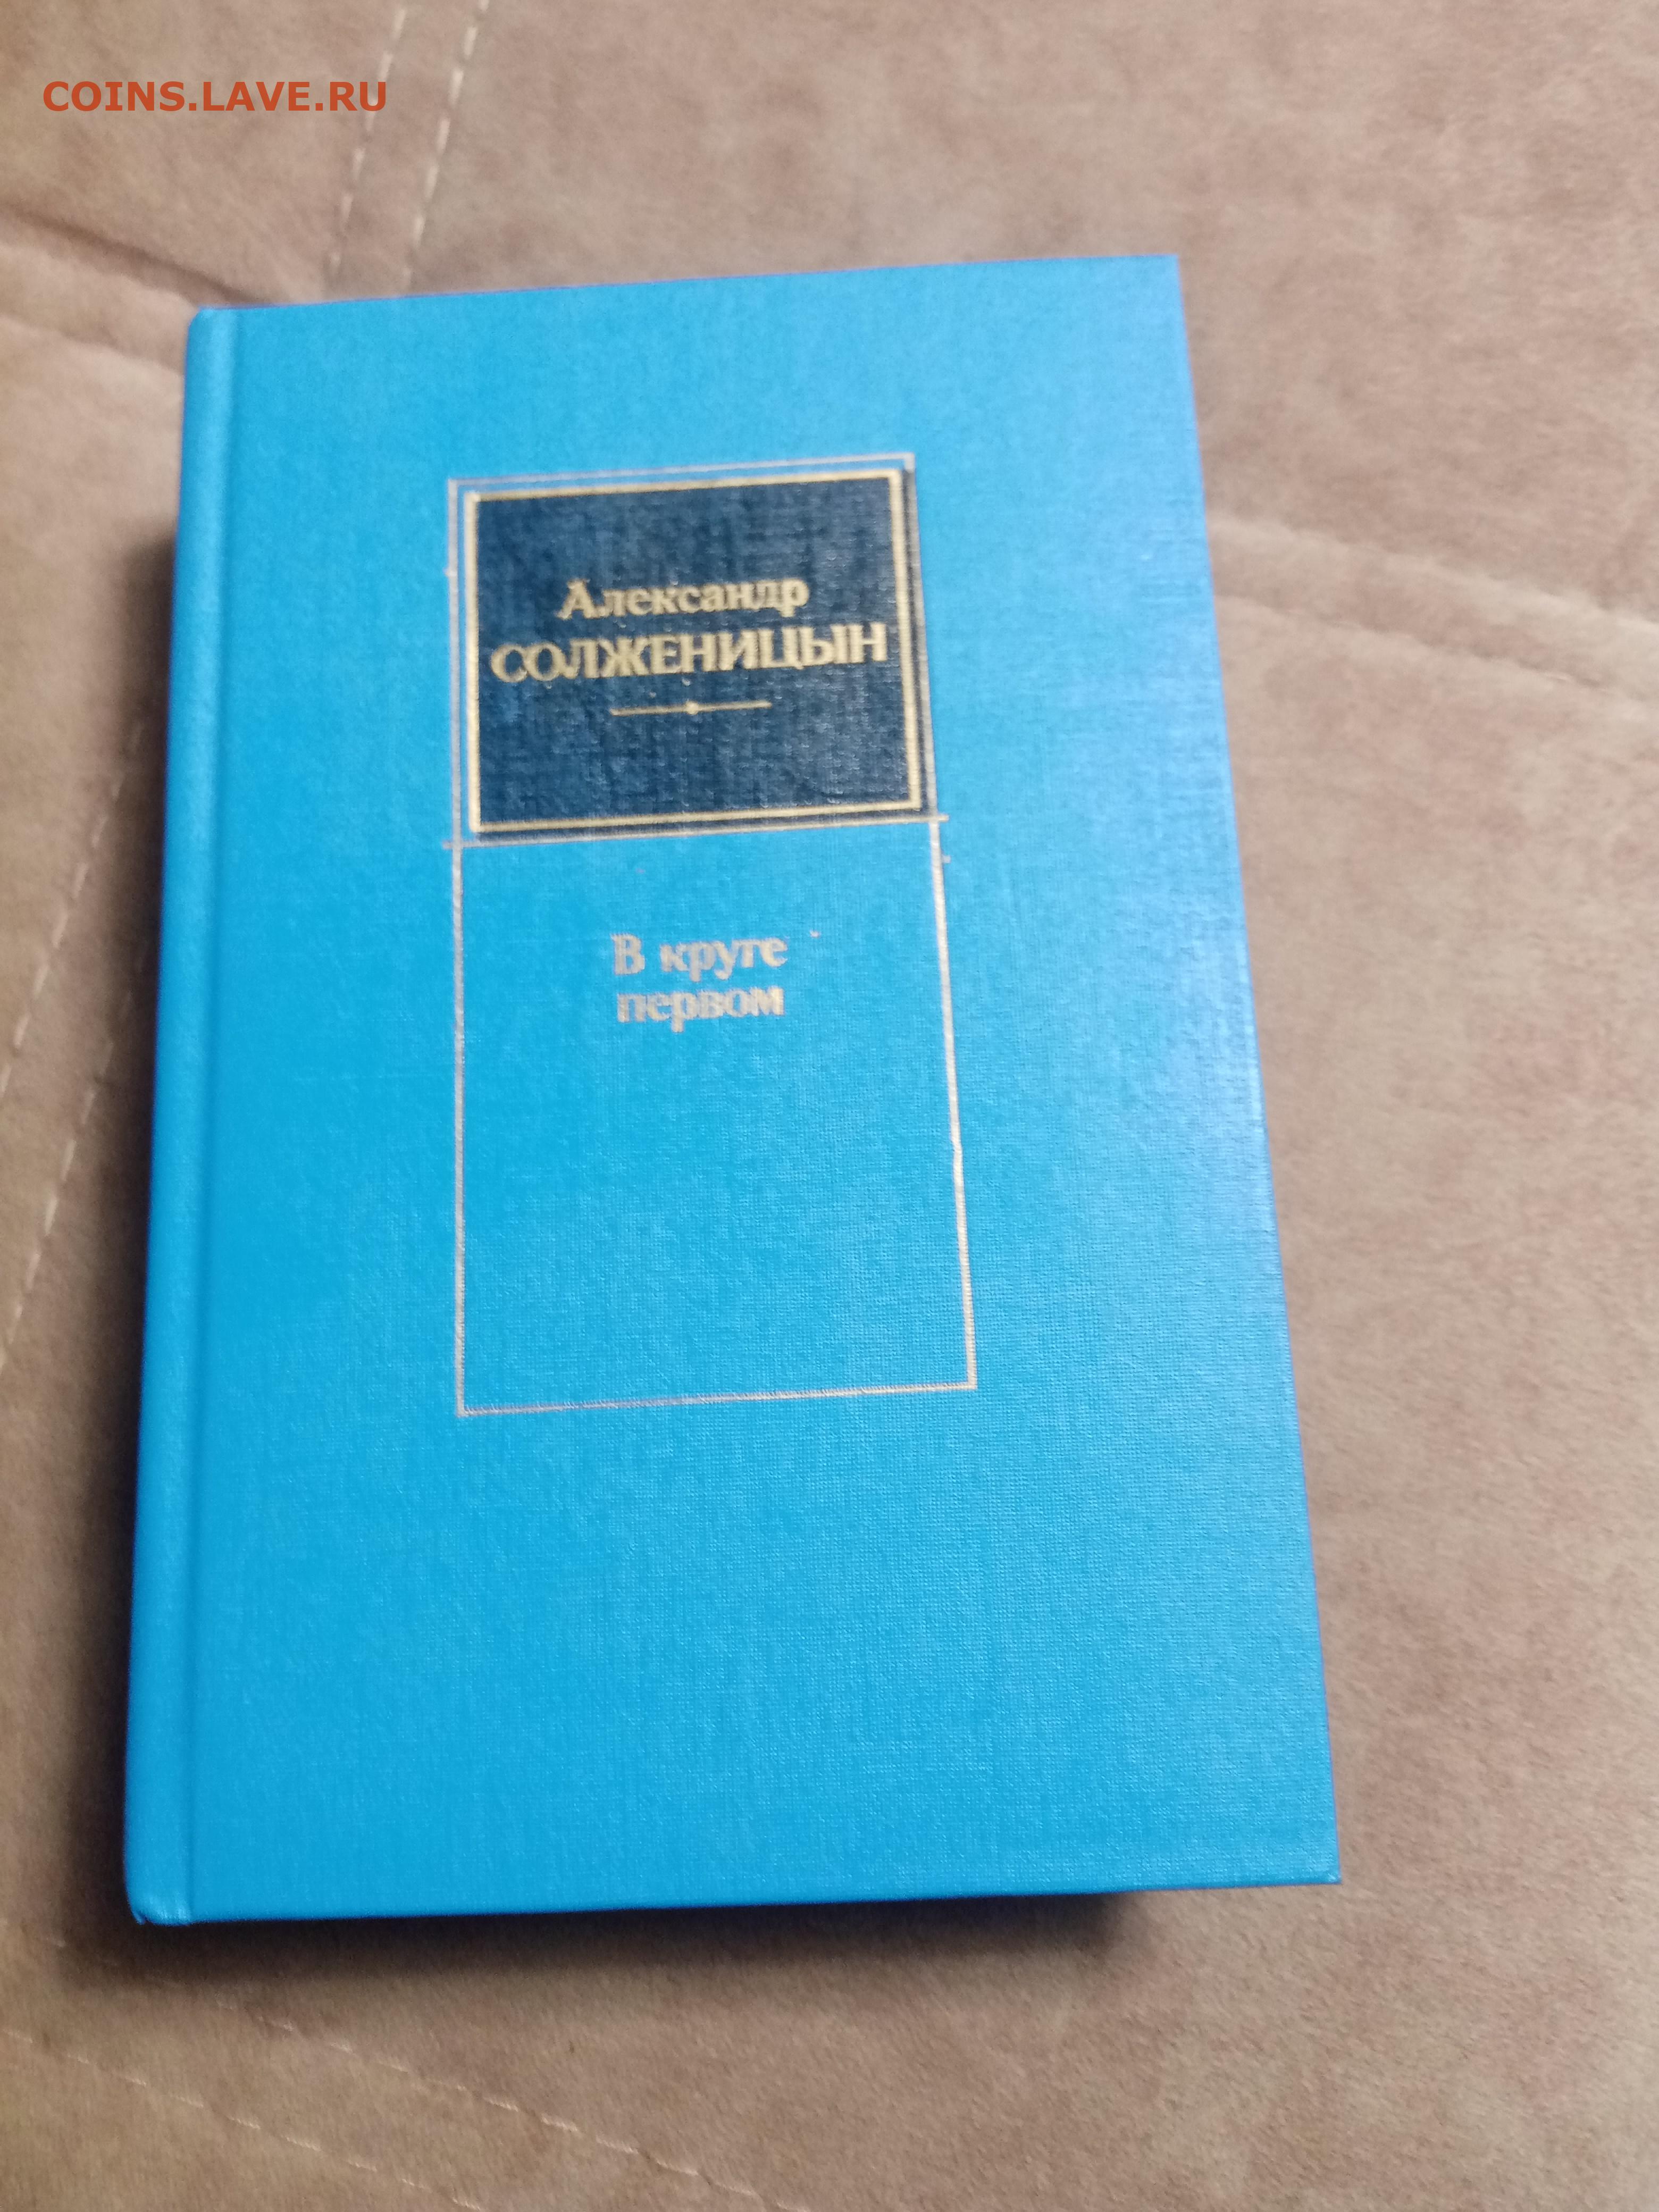 COINS.LAVE.RU
Александр
СОЛЖЕНИЦЫН
В круге
первом